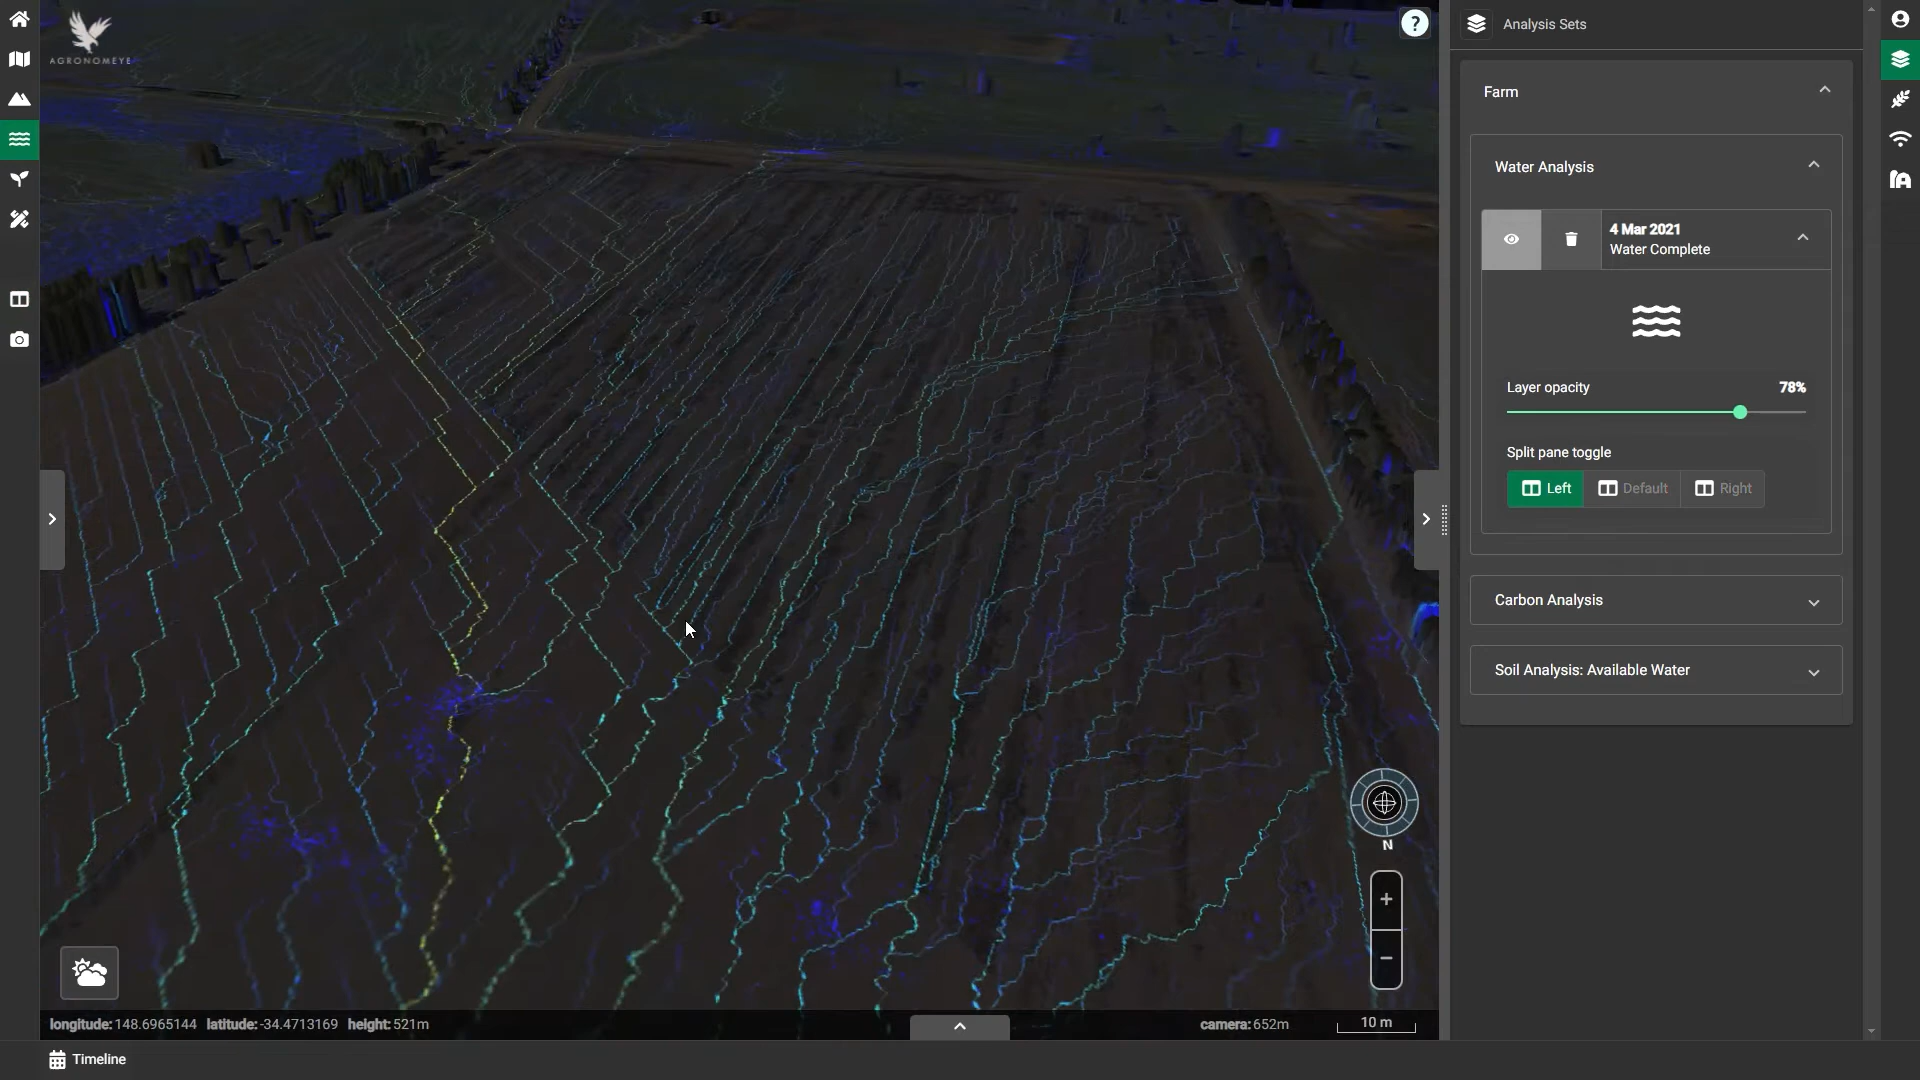 AGRONOMEYE
?
Analysis Sets
Farm
Water Analysis
4 Mar 2021
Water Complete
Layer opacity 78%
Split pane toggle
Left Default Right
Carbon Analysis
Soil Analysis: Available Water
N
+
−
longitude: 148.6965144 latitude: -34.4713169 height: 521m
camera: 652m
10 m
Timeline